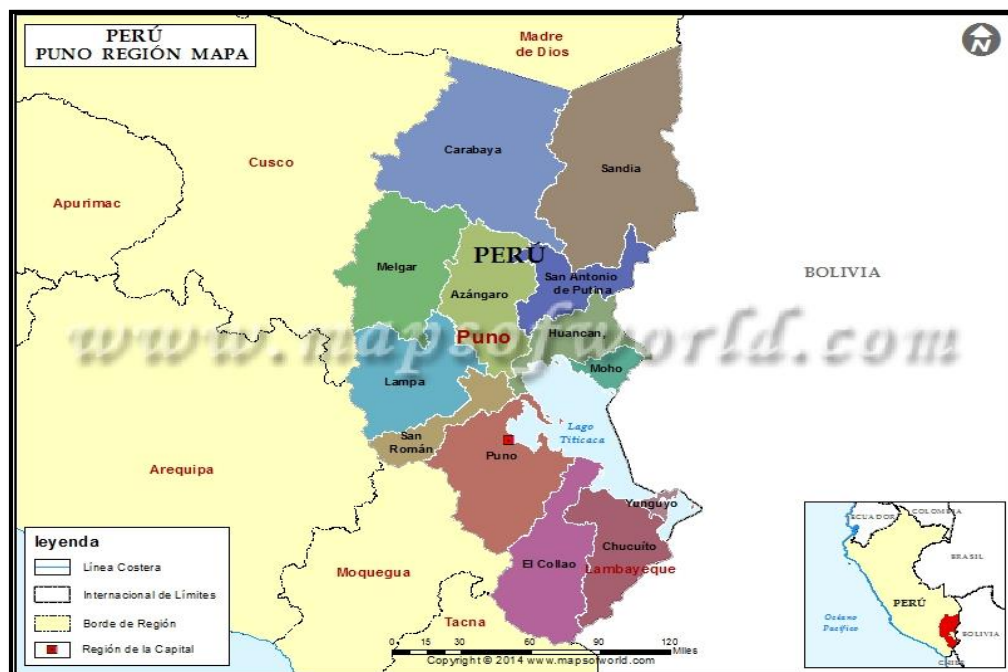 PERÚ
PUNO REGIÓN MAPA
N
Madre
de Dios
Carabaya
Sandia
Cusco
Apurimac
Melgar
PERÚ
Azángaro
San Antonio
de Putina
BOLIVIA
www.mapsofworld.com
Puno
Huancan
Moho
Lampa
Lago
Titicaca
San
Román
Puno
Arequipa
Yunguyo
Chucuíto
El Collao
Lambayeque
Moquegua
Tacna
leyenda
Línea Costera
Internacional de Límites
Borde de Región
Región de la Capital
0 15 30 60 90 120
Miles
Copyright © 2014 www.mapsofworld.com
ECUADOR
COLOMBIA
BRASIL
PERÚ
Océano
Pacífico
BOLIVIA
CHILE